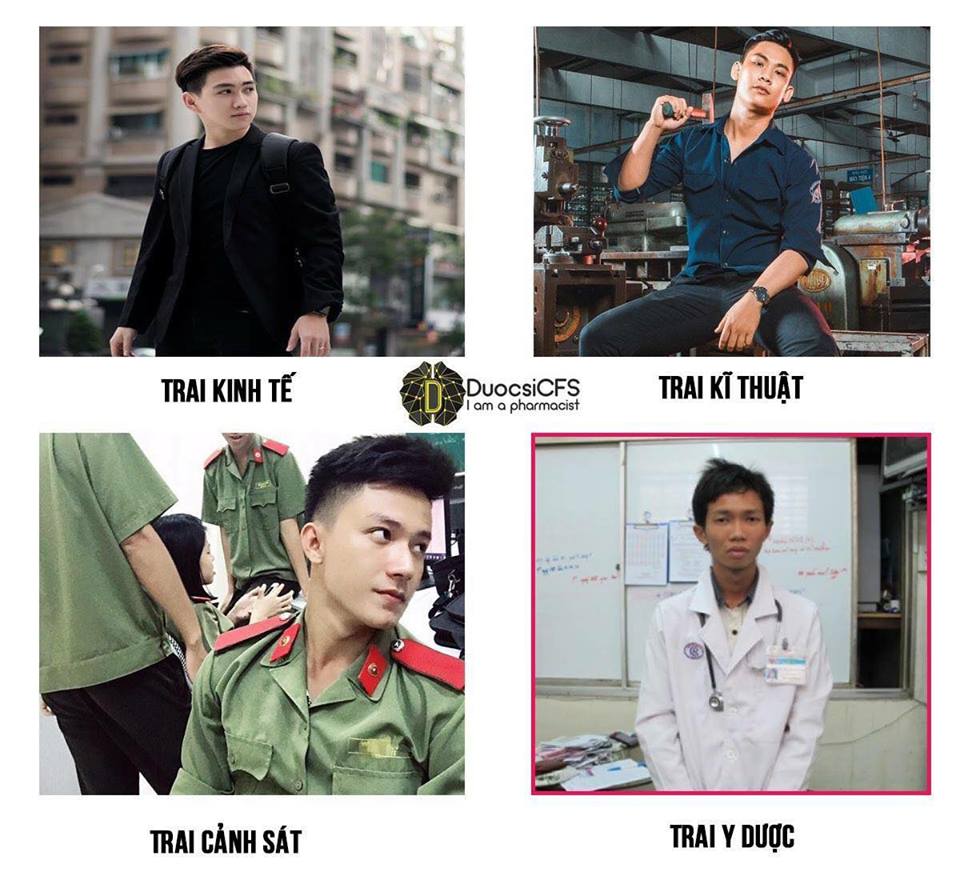 TRAI KINH TẾ
TRAI KĨ THUẬT
D
DuocsiCFS
I am a pharmacist
TRAI CẢNH SÁT
TRAI Y DƯỢC